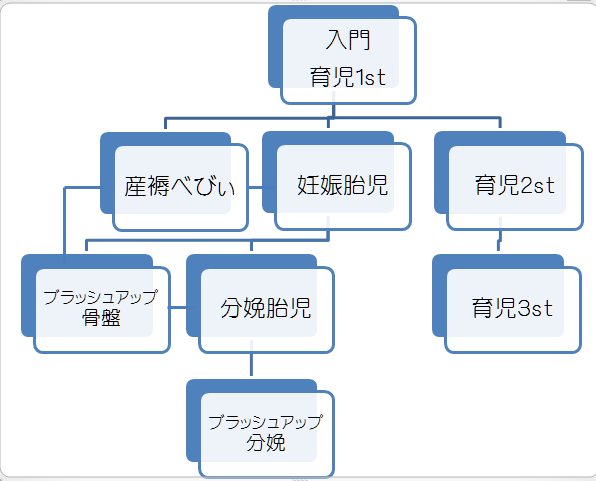 入門
育児1st
産褥べびぃ
妊娠胎児
育児2st
ブラッシュアップ
骨盤
分娩胎児
育児3st
ブラッシュアップ
分娩